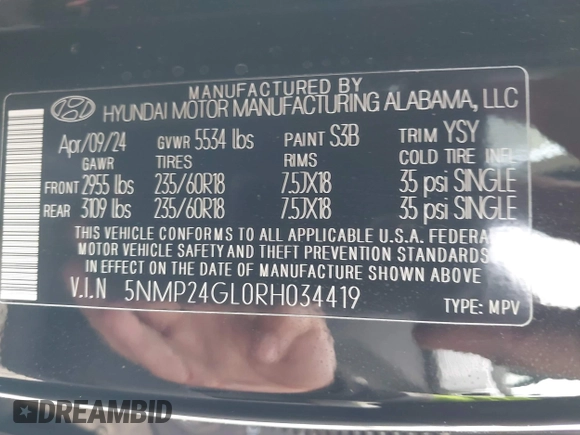 MANUFACTURED BY
HYUNDAI MOTOR MANUFACTURING ALABAMA, LLC
Apr/09/24 GVWR 5534 lbs PAINT S3B TRIM YSY
GAWR TIRES RIMS COLD TIRE INFL
FRONT 2955 lbs 235/60R18 7.5JX18 35 psi SINGLE
REAR 3109 lbs 235/60R18 7.5JX18 35 psi SINGLE
THIS VEHICLE CONFORMS TO ALL APPLICABLE U.S.A. FEDERAL
MOTOR VEHICLE SAFETY AND THEFT PREVENTION STANDARDS
IN EFFECT ON THE DATE OF MANUFACTURE SHOWN ABOVE
V.I.N 5NMP24GL0RH034419 TYPE: MPV
DREAMBID